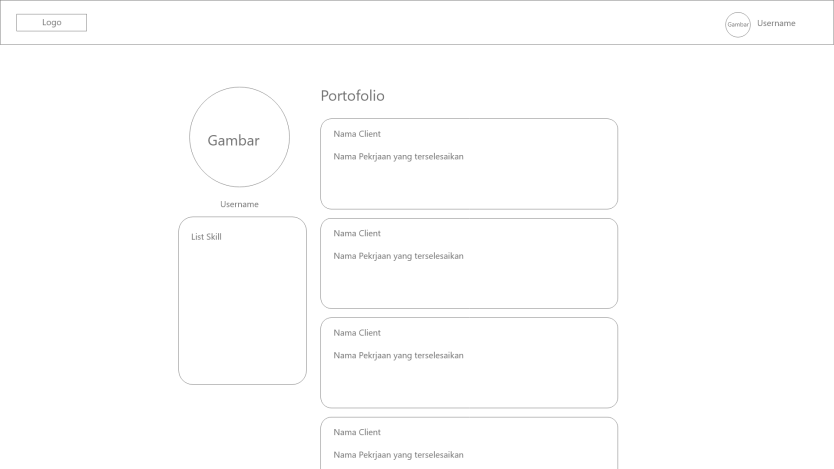 Logo
Gambar
Username
Gambar
Username
List Skill
Portofolio
Nama Client
Nama Pekrjaan yang terselesaikan
Nama Client
Nama Pekrjaan yang terselesaikan
Nama Client
Nama Pekrjaan yang terselesaikan
Nama Client
Nama Pekrjaan yang terselesaikan